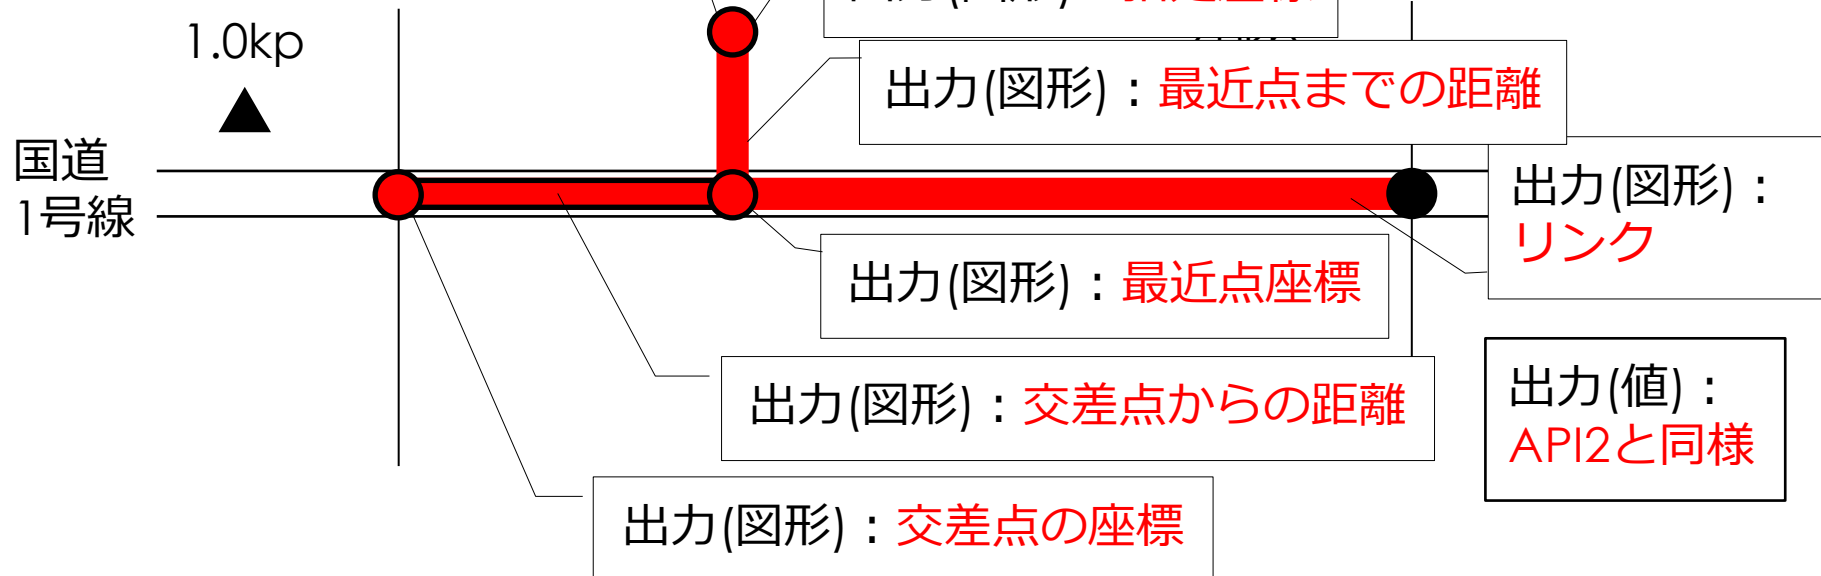 1.0kp
出力(図形)：最近点までの距離
国道
1号線
出力(図形)：
リンク
出力(図形)：最近点座標
出力(図形)：交差点からの距離
出力(値)：
API2と同様
出力(図形)：交差点の座標